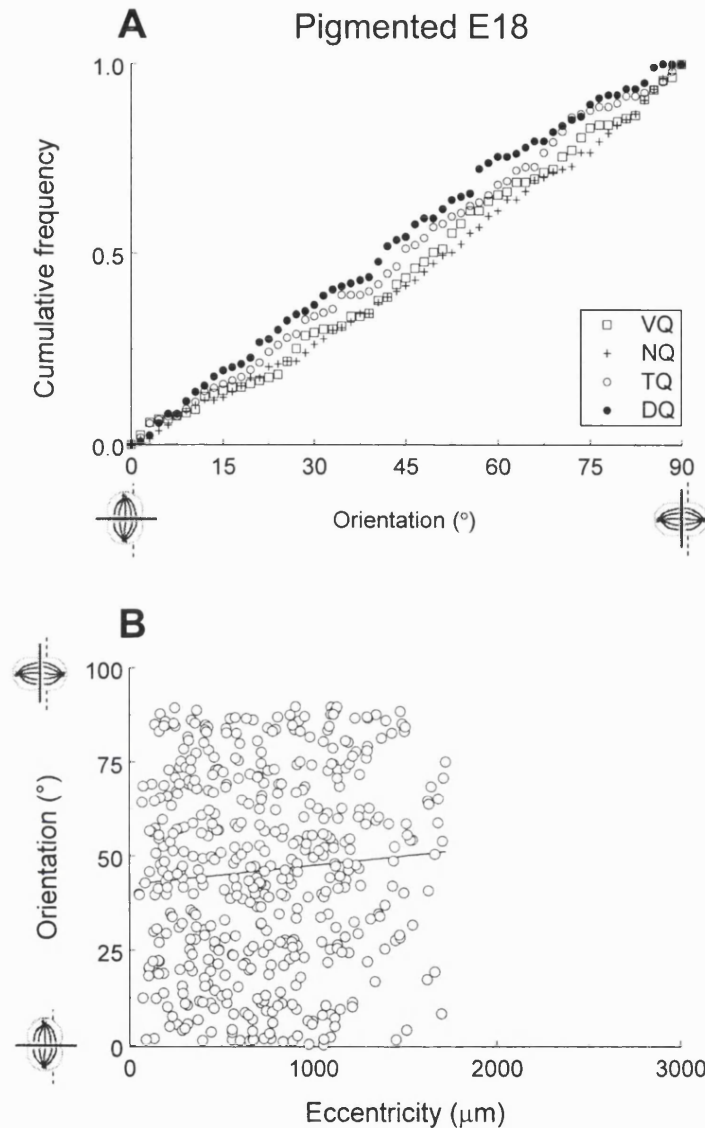 A
Pigmented E18
1.0
0.5
0.0
Cumulative frequency
VQ
NQ
TQ
DQ
0 15 30 45 60 75 90
Orientation (°)
B
100
75
50
25
0
Orientation (°)
0 1000 2000 3000
Eccentricity (μm)